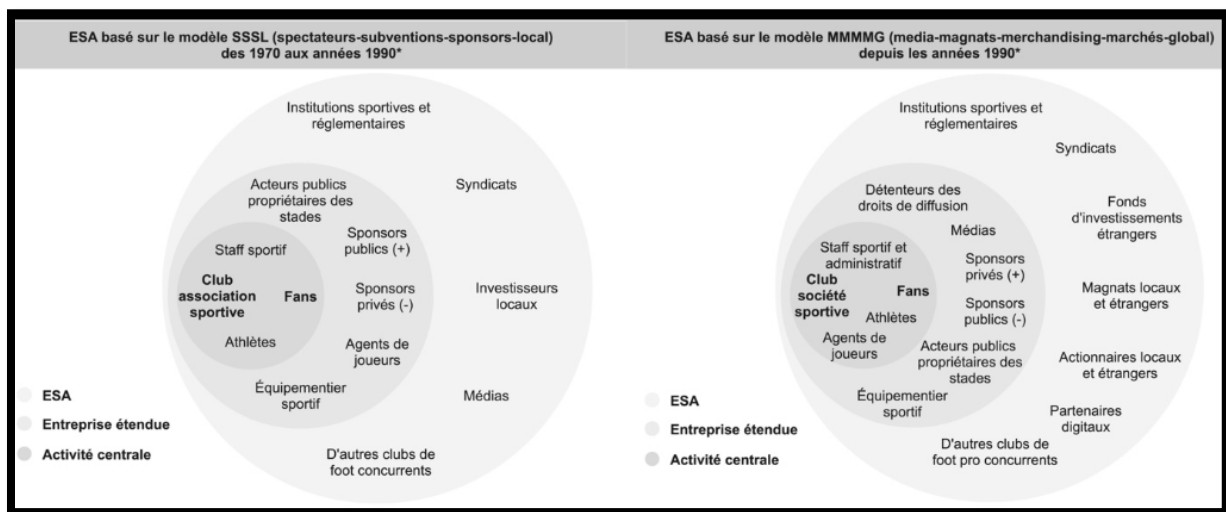 ESA basé sur le modèle SSSL (spectateurs-subventions-sponsors-local)
des 1970 aux années 1990*
Institutions sportives et
réglementaires
Syndicats
Acteurs publics
propriétaires des
stades
Sponsors
publics (+)
Staff sportif
Club
association
sportive
Fans
Sponsors
privés (-)
Investisseurs
locaux
Athlètes
Agents de
joueurs
Équipementier
sportif
Médias
D'autres clubs de
foot concurrents
ESA
Entreprise étendue
Activité centrale
ESA basé sur le modèle MMMMG (media-magnats-merchandising-marchés-global)
depuis les années 1990*
Institutions sportives et
réglementaires
Syndicats
Détenteurs des
droits de diffusion
Fonds
d'investissements
étrangers
Médias
Staff sportif et
administratif
Sponsors
privés (+)
Club
société
sportive
Fans
Magnats locaux
et étrangers
Sponsors
publics (-)
Athlètes
Agents de
joueurs
Acteurs publics
propriétaires des
stades
Actionnaires locaux
et étrangers
Équipementier
sportif
Partenaires
digitaux
D'autres clubs de
foot pro concurrents
ESA
Entreprise étendue
Activité centrale